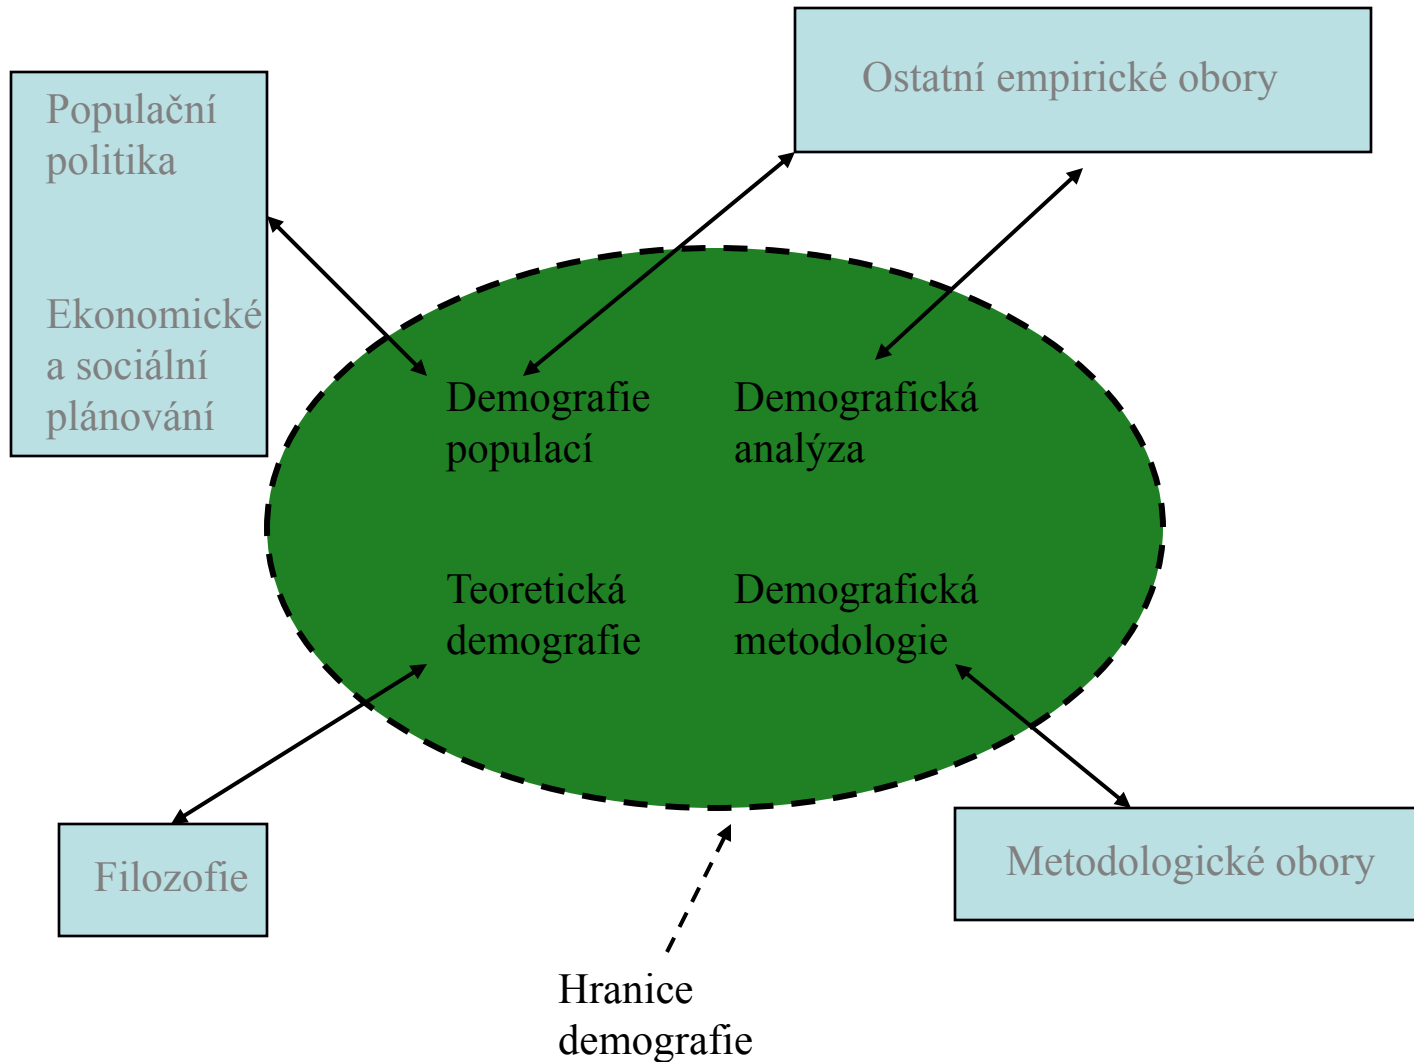 Ostatní empirické obory
Populační
politika
Ekonomické
a sociální
plánování
Demografie
populací
Demografická
analýza
Teoretická
demografie
Demografická
metodologie
Filozofie
Metodologické obory
Hranice
demografie